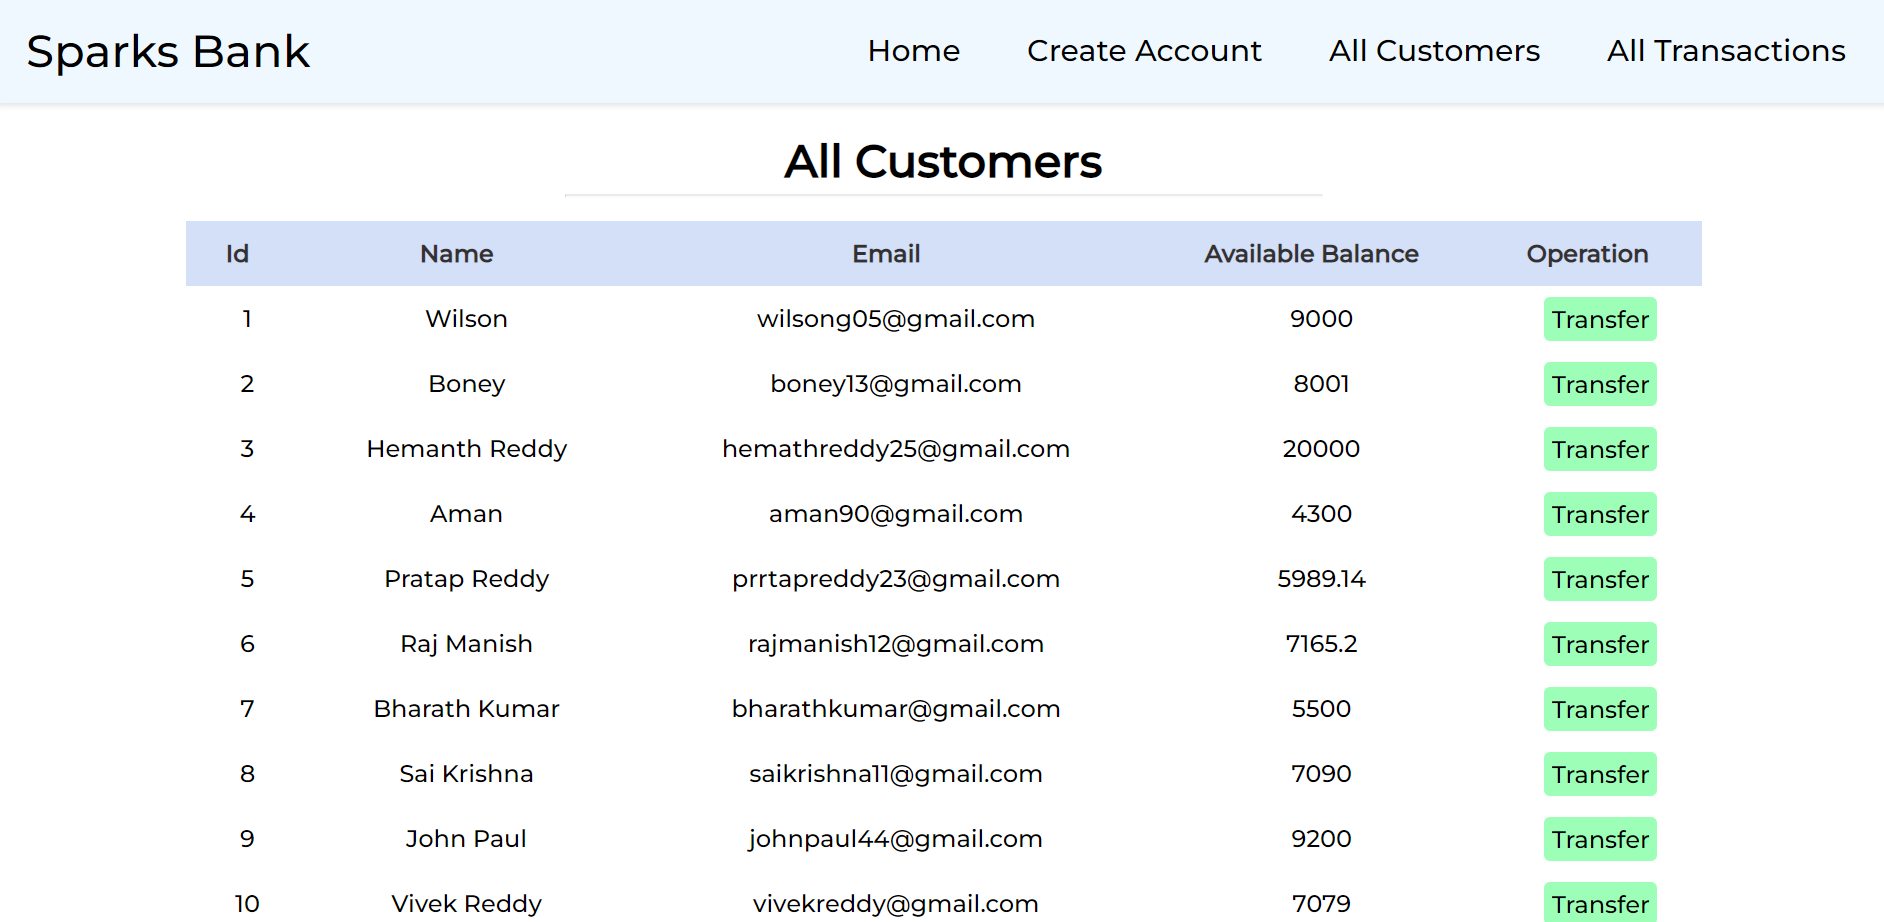 Sparks Bank Home Create Account All Customers All Transactions
All Customers
Id Name Email Available Balance Operation
1 Wilson wilsong05@gmail.com 9000 Transfer
2 Boney boney13@gmail.com 8001 Transfer
3 Hemanth Reddy hemathreddy25@gmail.com 20000 Transfer
4 Aman aman90@gmail.com 4300 Transfer
5 Pratap Reddy prrtapreddy23@gmail.com 5989.14 Transfer
6 Raj Manish rajmanish12@gmail.com 7165.2 Transfer
7 Bharath Kumar bharathkumar@gmail.com 5500 Transfer
8 Sai Krishna saikrishna11@gmail.com 7090 Transfer
9 John Paul johnpaul44@gmail.com 9200 Transfer
10 Vivek Reddy vivekreddy@gmail.com 7079 Transfer